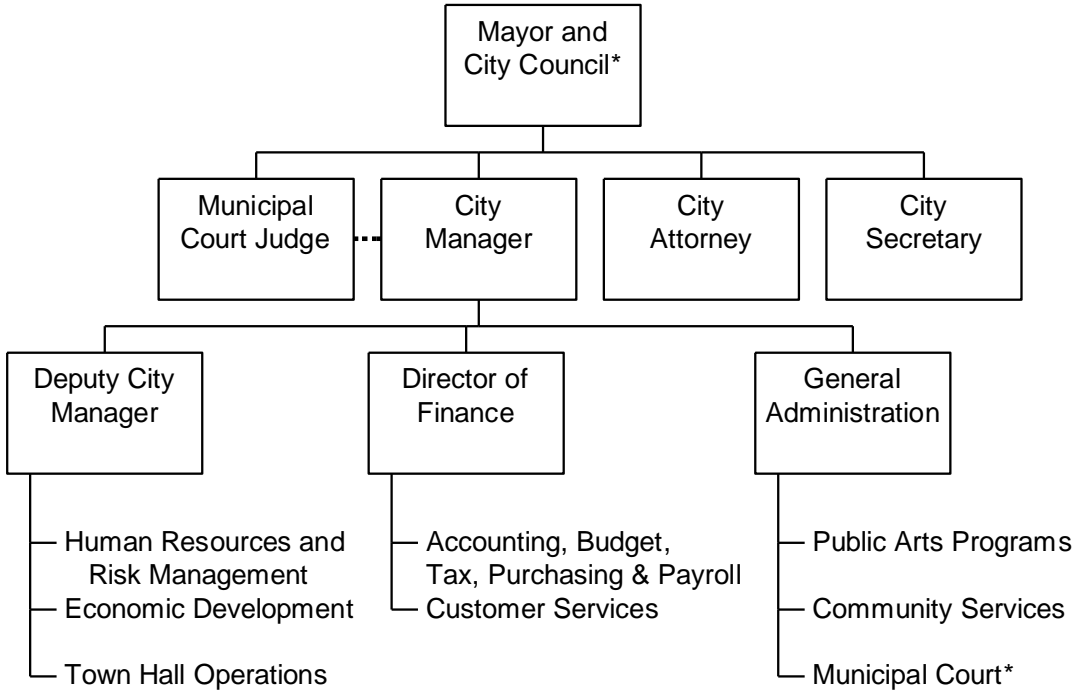 Mayor and
City Council*
Municipal
Court Judge
City
Manager
City
Attorney
City
Secretary
Deputy City
Manager
Director of
Finance
General
Administration
Human Resources and
Risk Management
Economic Development
Town Hall Operations
Accounting, Budget,
Tax, Purchasing & Payroll
Customer Services
Public Arts Programs
Community Services
Municipal Court*